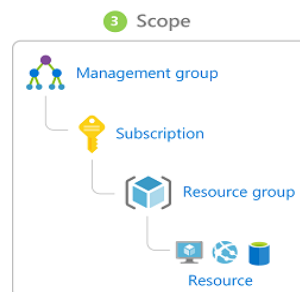 3 Scope
Management group
Subscription
Resource group
Resource